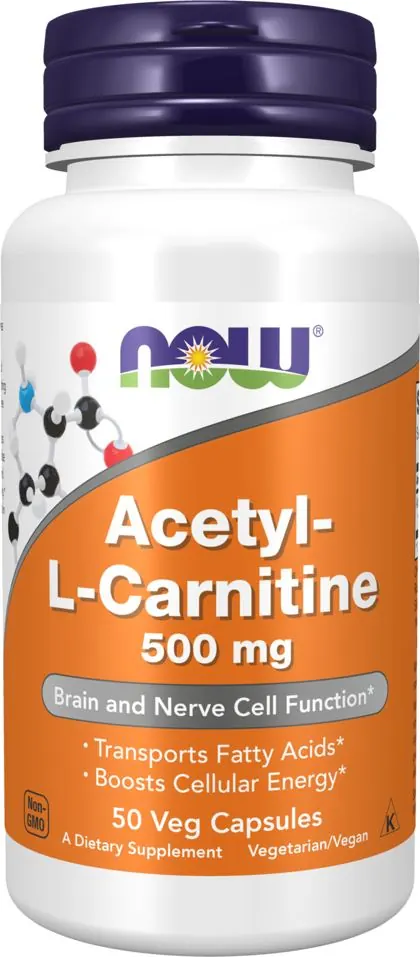 NOW®
Acetyl-
L-Carnitine
500 mg
Brain and Nerve Cell Function*
• Transports Fatty Acids*
• Boosts Cellular Energy*
50 Veg Capsules
Non-
GMO
A Dietary Supplement Vegetarian/Vegan
K